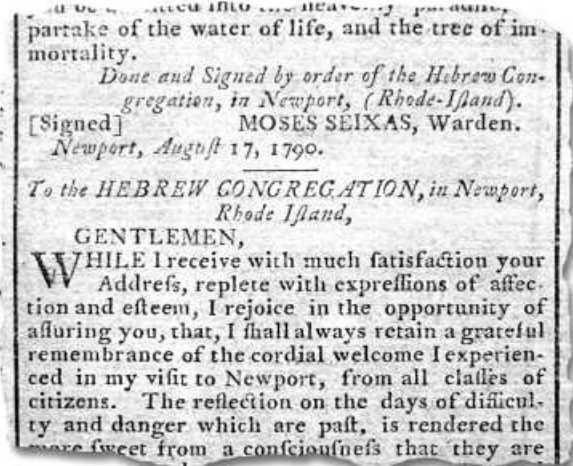 partake of the water of life, and the tree of im-
mortality.
Done and Signed by order of the Hebrew Con-
gregation, in Newport, (Rhode-Iſland).
[Signed] MOSES SEIXAS, Warden.
Newport, Auguſt 17, 1790.
To the HEBREW CONGREGATION, in Newport,
Rhode Iſland,
GENTLEMEN,
WHILE I receive with much ſatisfaction your
Addreſs, replete with expreſſions of affec-
tion and eſteem, I rejoice in the opportunity of
aſſuring you, that, I ſhall always retain a grateful
remembrance of the cordial welcome I experien-
ced in my viſit to Newport, from all claſſes of
citizens. The reflection on the days of difficul-
ty and danger which are paſt, is rendered the
more ſweet from a conſciouſneſs that they are